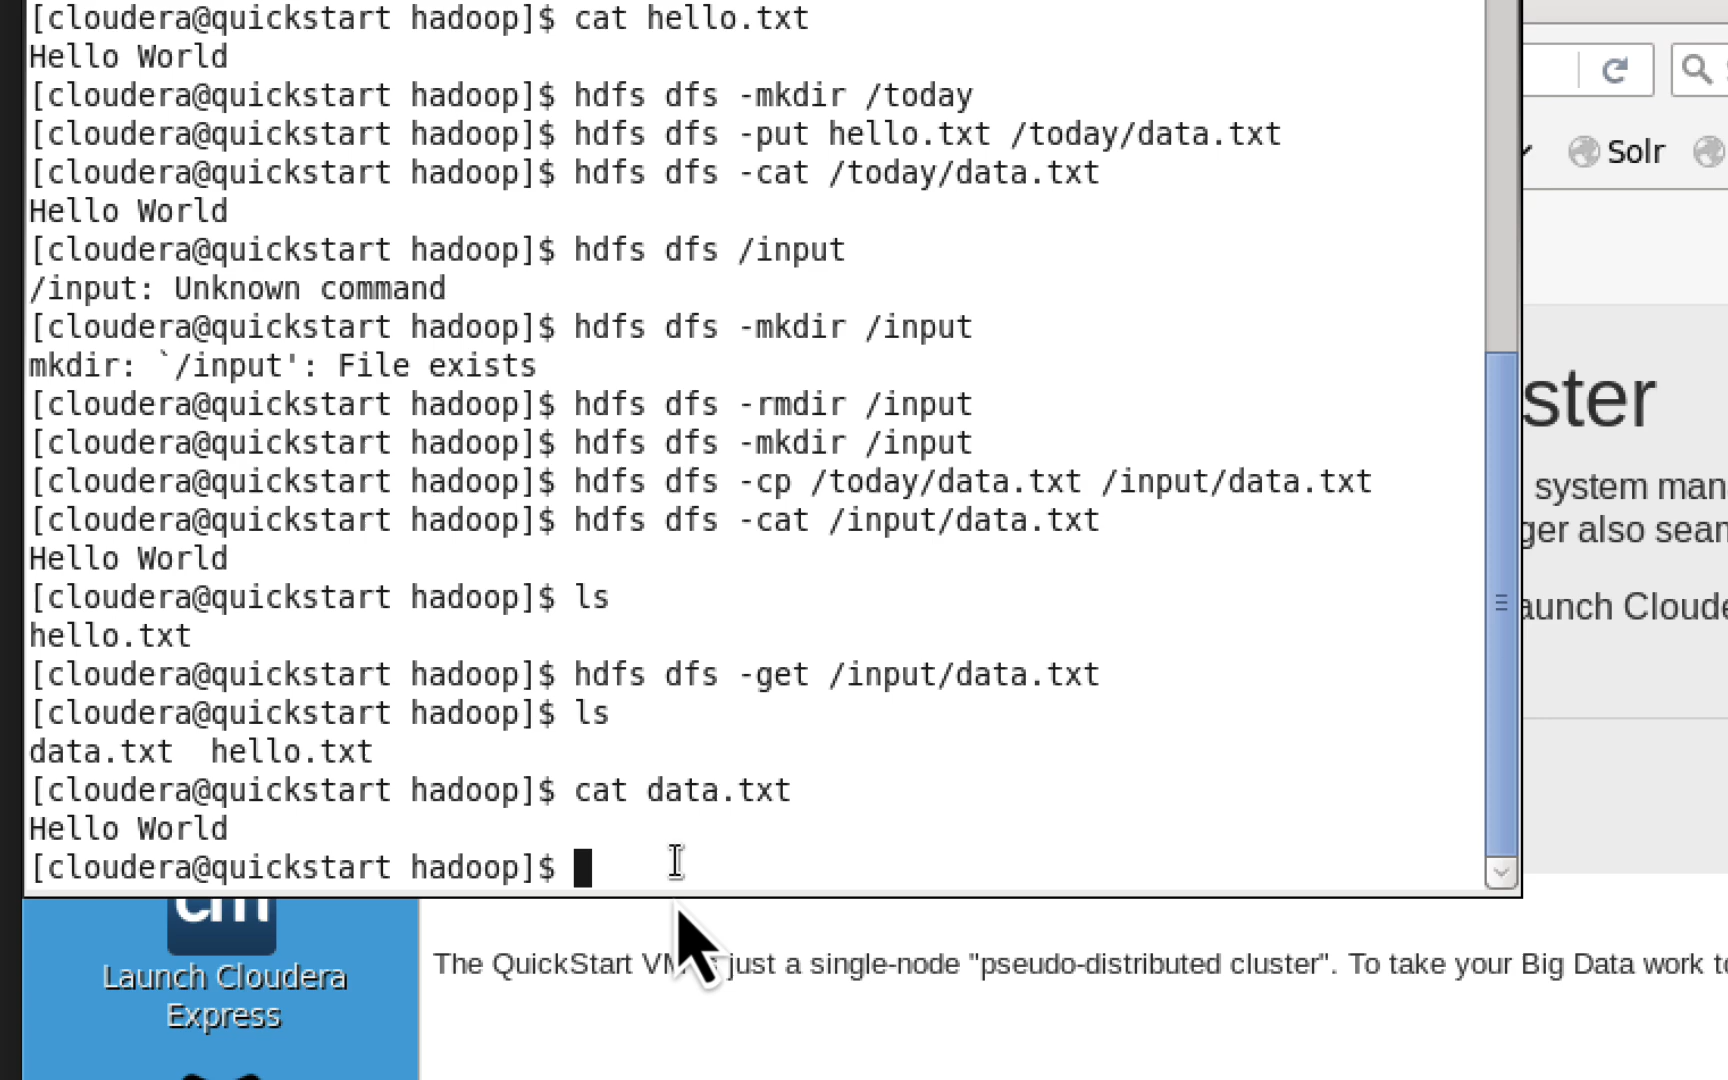 [cloudera@quickstart hadoop]$ cat hello.txt
Hello World
[cloudera@quickstart hadoop]$ hdfs dfs -mkdir /today
[cloudera@quickstart hadoop]$ hdfs dfs -put hello.txt /today/data.txt
[cloudera@quickstart hadoop]$ hdfs dfs -cat /today/data.txt
Hello World
[cloudera@quickstart hadoop]$ hdfs dfs /input
/input: Unknown command
[cloudera@quickstart hadoop]$ hdfs dfs -mkdir /input
mkdir: `/input': File exists
[cloudera@quickstart hadoop]$ hdfs dfs -rmdir /input
[cloudera@quickstart hadoop]$ hdfs dfs -mkdir /input
[cloudera@quickstart hadoop]$ hdfs dfs -cp /today/data.txt /input/data.txt
[cloudera@quickstart hadoop]$ hdfs dfs -cat /input/data.txt
Hello World
[cloudera@quickstart hadoop]$ ls
hello.txt
[cloudera@quickstart hadoop]$ hdfs dfs -get /input/data.txt
[cloudera@quickstart hadoop]$ ls
data.txt  hello.txt
[cloudera@quickstart hadoop]$ cat data.txt
Hello World
[cloudera@quickstart hadoop]$
Solr
ster
system man
ger also sean
aunch Cloude
cm
Launch Cloudera
Express
The QuickStart VM just a single-node "pseudo-distributed cluster". To take your Big Data work to